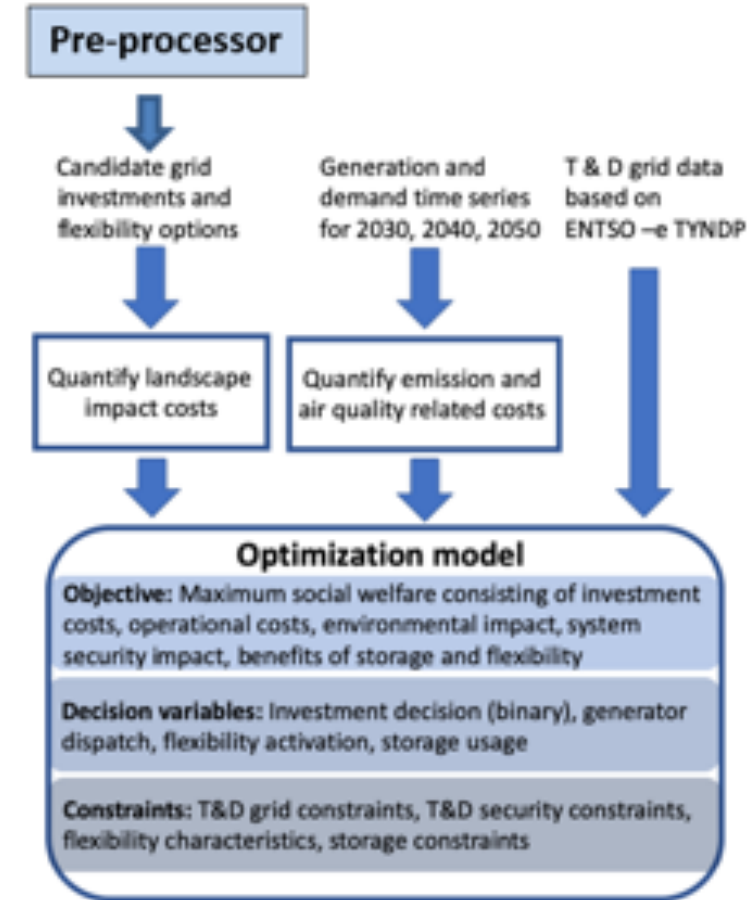 Pre-processor
Candidate grid
investments and
flexibility options
Generation and
demand time series
for 2030, 2040, 2050
T & D grid data
based on
ENTSO –e TYNDP
Quantify landscape
impact costs
Quantify emission and
air quality related costs
Optimization model
Objective: Maximum social welfare consisting of investment
costs, operational costs, environmental impact, system
security impact, benefits of storage and flexibility
Decision variables: Investment decision (binary), generator
dispatch, flexibility activation, storage usage
Constraints: T&D grid constraints, T&D security constraints,
flexibility characteristics, storage constraints